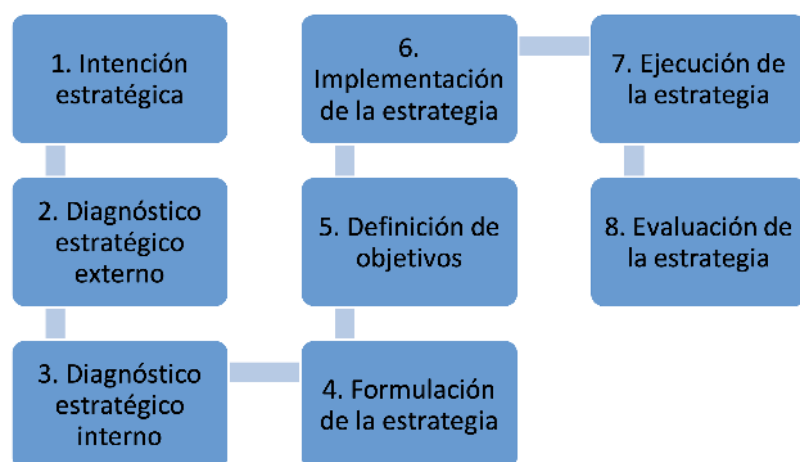 1. Intención
estratégica
2. Diagnóstico
estratégico
externo
3. Diagnóstico
estratégico
interno
4. Formulación
de la estrategia
5. Definición de
objetivos
6.
Implementación
de la estrategia
7. Ejecución de
la estrategia
8. Evaluación de
la estrategia